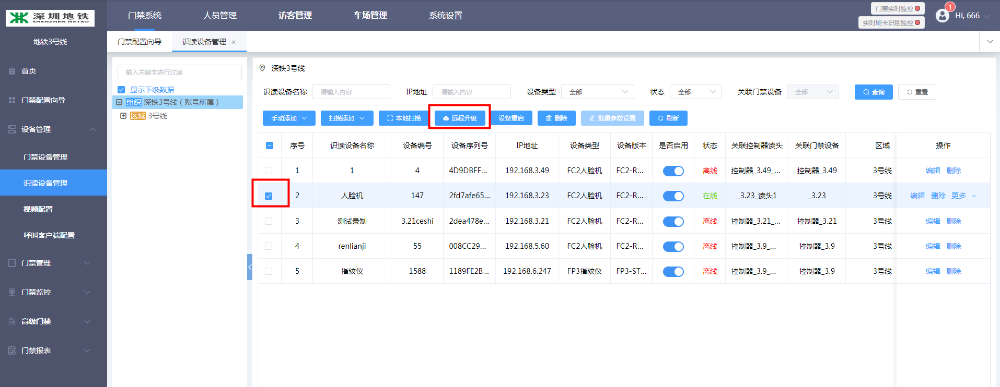 深圳地铁
SHENZHEN METRO
地铁3号线
首页
门禁配置向导
设备管理
门禁设备管理
识读设备管理
视频配置
呼叫客户端配置
门禁管理
门禁监控
高级门禁
门禁报表
门禁系统 人员管理 访客管理 车场管理 系统设置
门禁实时监控
实时刷卡识别监控
1
Hi, 666
门禁配置向导 识读设备管理 ×
输入关键字进行过滤
显示下级数据
组织 深铁3号线（账号所属）
区域 3号线
深铁3号线
识读设备名称 请输入内容 IP地址 请输入内容 设备类型 全部 状态 全部 关联门禁设备 全部 查询 重置
手动添加 扫描添加 本地扫描 远程升级 设备重启 删除 批量参数设置 刷新
序号 识读设备名称 设备编号 设备序列号 IP地址 设备类型 设备版本 是否启用 状态 关联控制器读头 关联门禁设备 区域 操作
1 1 4 4D9DBFF... 192.168.3.49 FC2人脸机 FC2-R... 离线 控制器_3.49_... 控制器_3.49 3号线 编辑 删除
2 人脸机 147 2fd7afe65... 192.168.3.23 FC2人脸机 FC2-R... 在线 _3.23_读头1 _3.23 3号线 编辑 删除 更多
3 测试录制 3.21ceshi 2dea478e... 192.168.3.21 FC2人脸机 FC2-R... 离线 控制器_3.21_... 控制器_3.21 3号线 编辑 删除
4 renlianji 55 008CC29... 192.168.5.60 FC2人脸机 FC2-R... 离线 控制器_3.9_... 控制器_3.9 3号线 编辑 删除
5 指纹仪 1588 1189FE2B... 192.168.6.247 FP3指纹仪 FP3-ST... 离线 控制器_3.9_... 控制器_3.9 3号线 编辑 删除